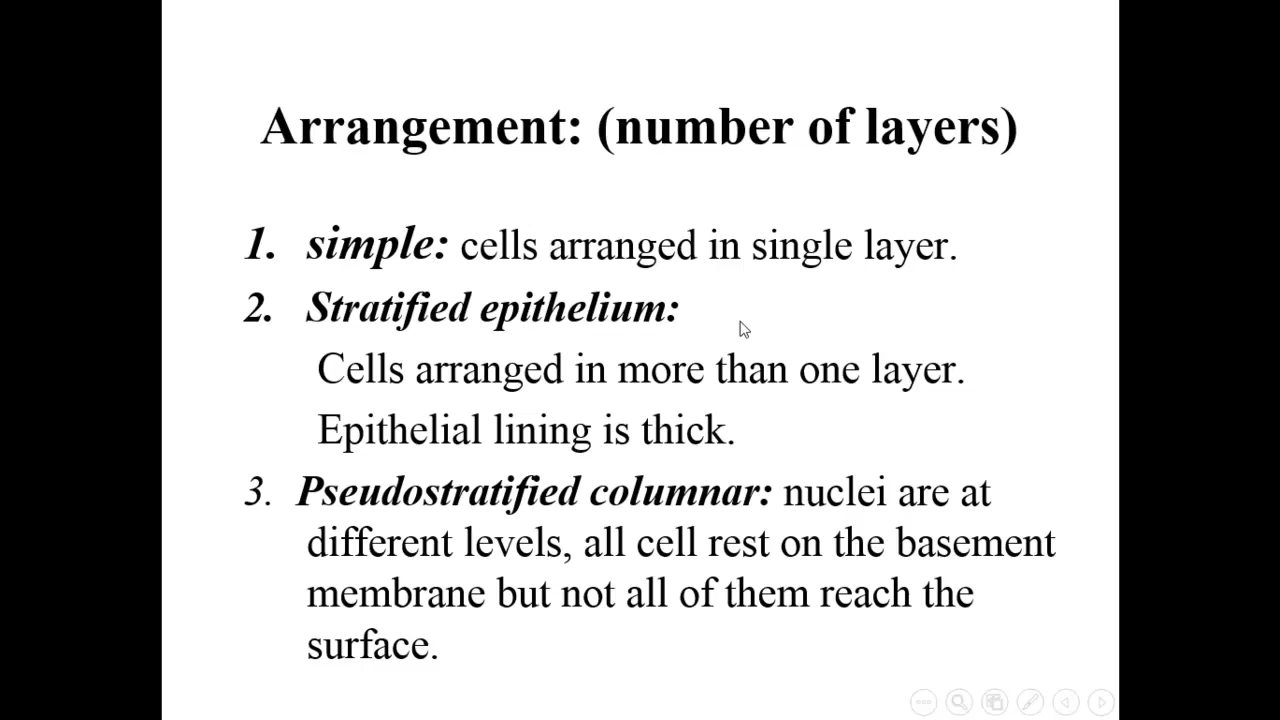 Arrangement: (number of layers)
1. simple: cells arranged in single layer.
2. Stratified epithelium:
Cells arranged in more than one layer.
Epithelial lining is thick.
3. Pseudostratified columnar: nuclei are at
different levels, all cell rest on the basement
membrane but not all of them reach the
surface.